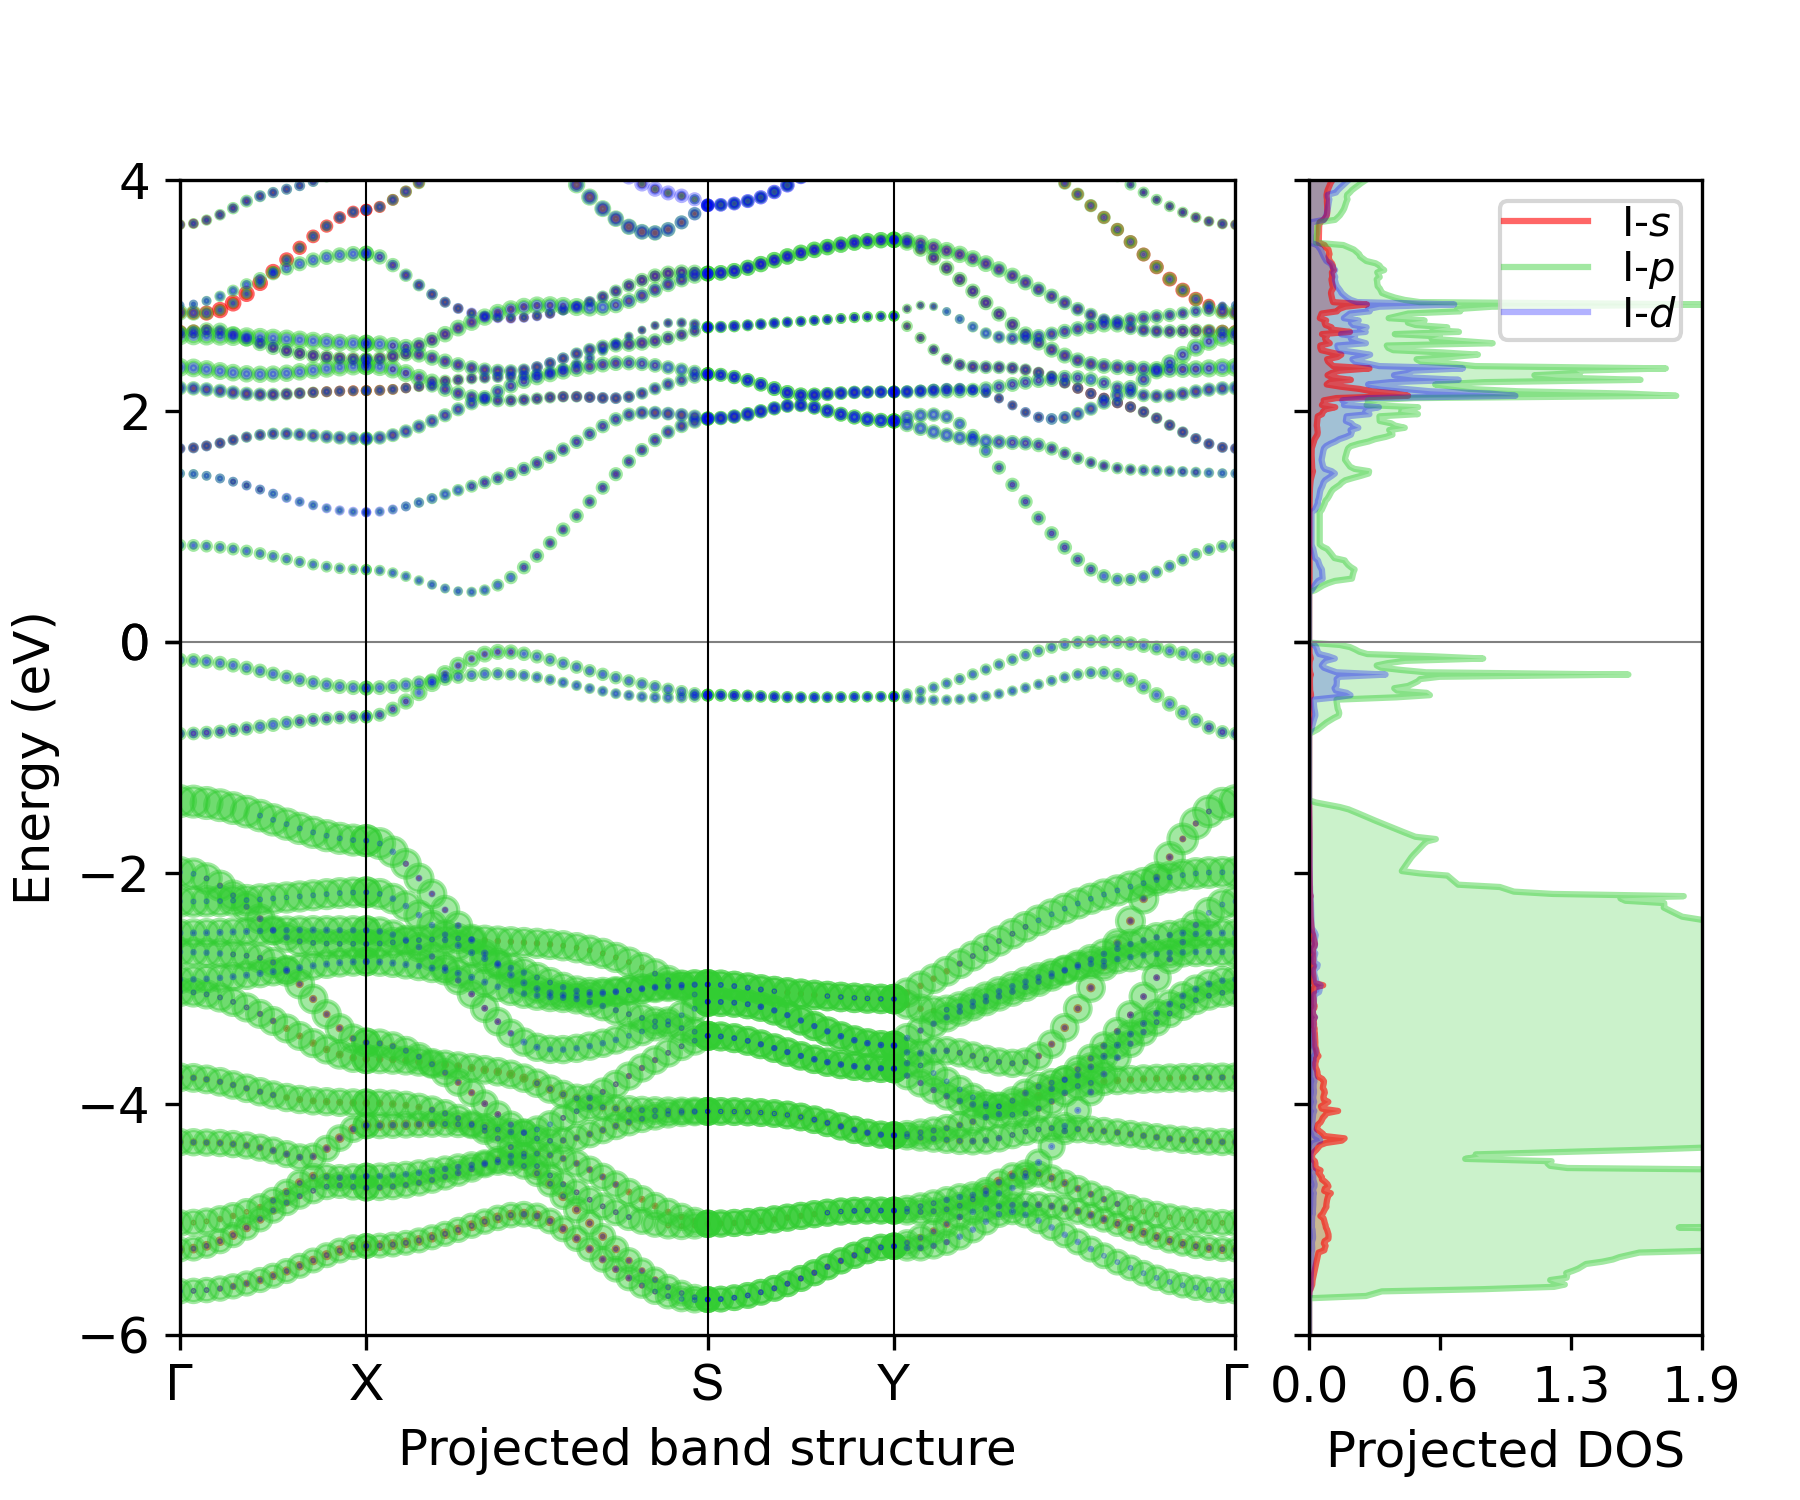 4
2
0
−2
−4
−6
Energy (eV)
Γ X S Y Γ
Projected band structure
I-s
I-p
I-d
0.0 0.6 1.3 1.9
Projected DOS